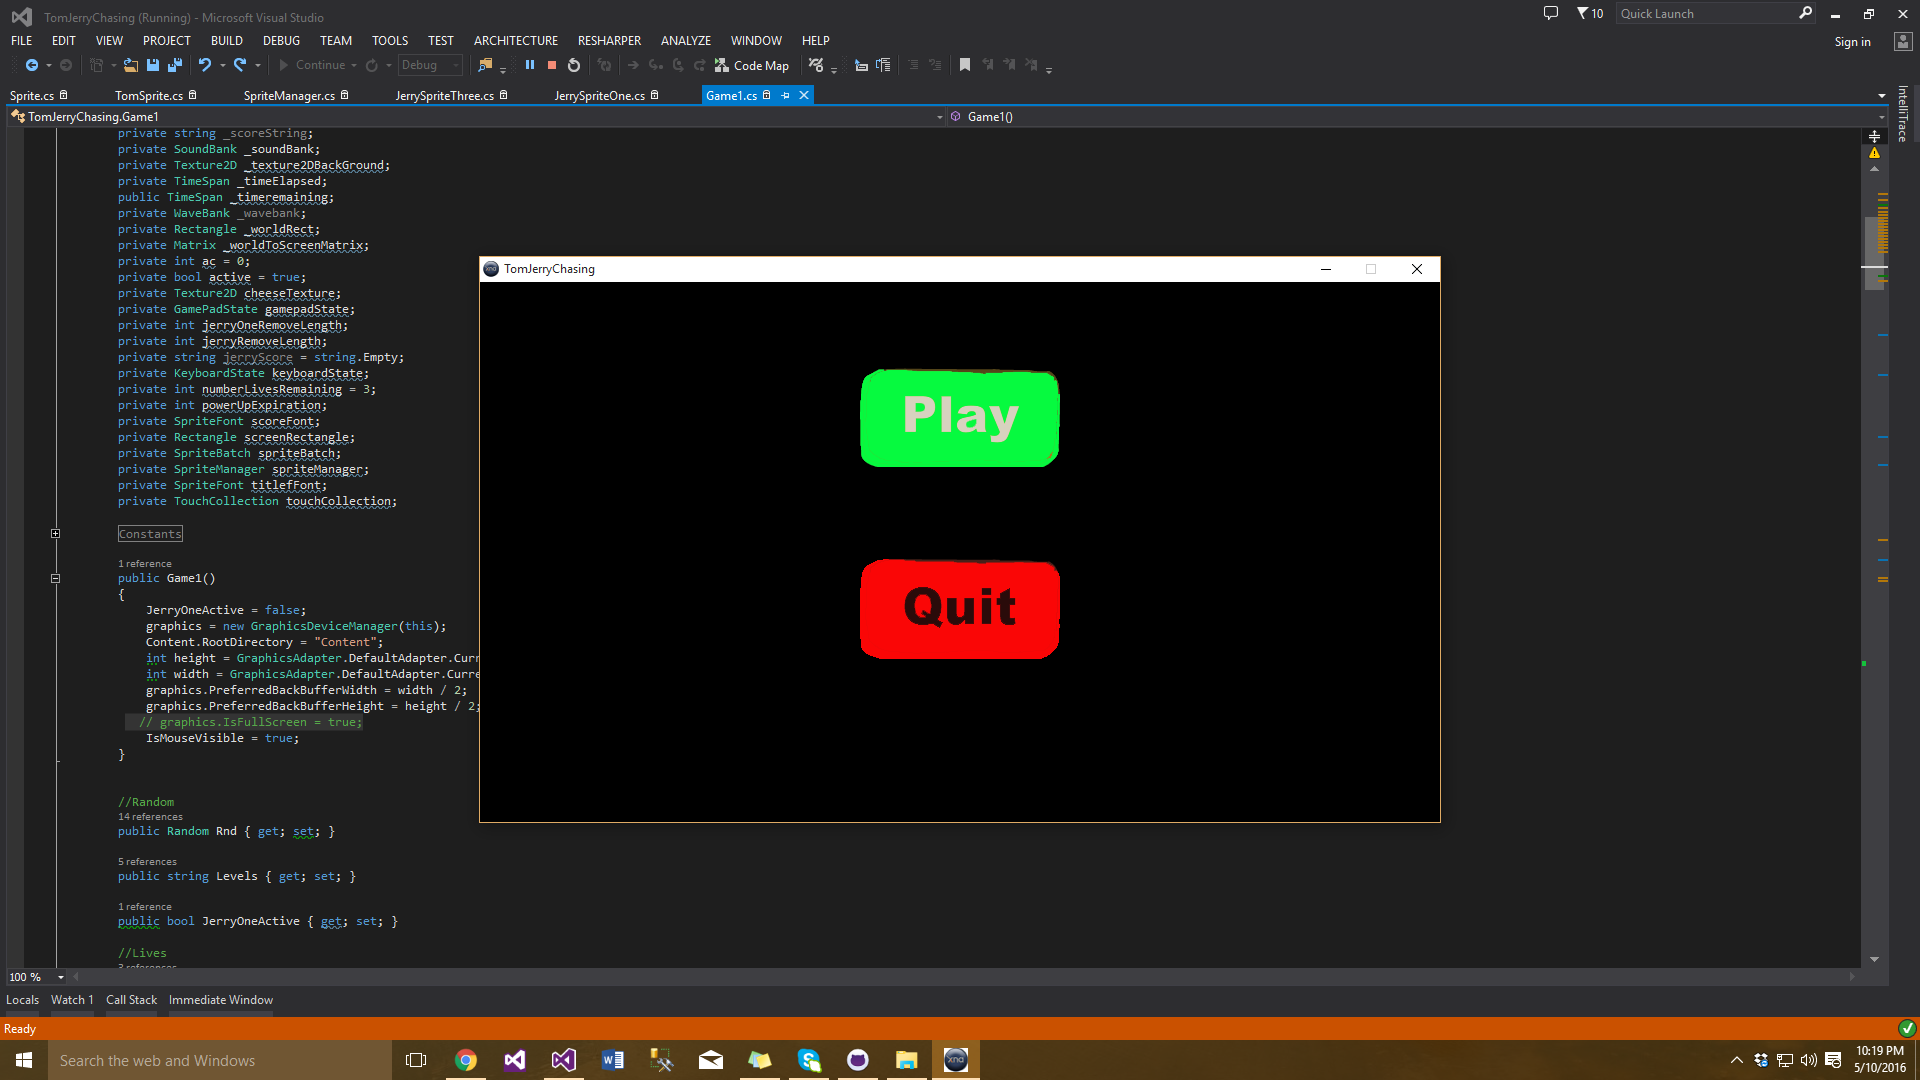 TomJerryChasing (Running) - Microsoft Visual Studio
10
Quick Launch
FILE EDIT VIEW PROJECT BUILD DEBUG TEAM TOOLS TEST ARCHITECTURE RESHARPER ANALYZE WINDOW HELP
Sign in
Continue Debug Code Map
Sprite.cs TomSprite.cs SpriteManager.cs JerrySpriteThree.cs JerrySpriteOne.cs Game1.cs
IntelliTrace
TomJerryChasing.Game1 Game1()
private string _scoreString;
private SoundBank _soundBank;
private Texture2D _texture2DBackGround;
private TimeSpan _timeElapsed;
public TimeSpan _timeremaining;
private WaveBank _wavebank;
private Rectangle _worldRect;
private Matrix _worldToScreenMatrix;
private int ac = 0;
private bool active = true;
private Texture2D cheeseTexture;
private GamePadState gamepadState;
private int jerryOneRemoveLength;
private int jerryRemoveLength;
private string jerryScore = string.Empty;
private KeyboardState keyboardState;
private int numberLivesRemaining = 3;
private int powerUpExpiration;
private SpriteFont scoreFont;
private Rectangle screenRectangle;
private SpriteBatch spriteBatch;
private SpriteManager spriteManager;
private SpriteFont titlefFont;
private TouchCollection touchCollection;
Constants
1 reference
public Game1()
{
JerryOneActive = false;
graphics = new GraphicsDeviceManager(this);
Content.RootDirectory = "Content";
int height = GraphicsAdapter.DefaultAdapter.Curr
int width = GraphicsAdapter.DefaultAdapter.Curre
graphics.PreferredBackBufferWidth = width / 2;
graphics.PreferredBackBufferHeight = height / 2;
// graphics.IsFullScreen = true;
IsMouseVisible = true;
}
//Random
14 references
public Random Rnd { get; set; }
5 references
public string Levels { get; set; }
1 reference
public bool JerryOneActive { get; set; }
//Lives
TomJerryChasing
Play
Quit
100 %
Locals Watch 1 Call Stack Immediate Window
Ready
Search the web and Windows
10:19 PM
5/10/2016